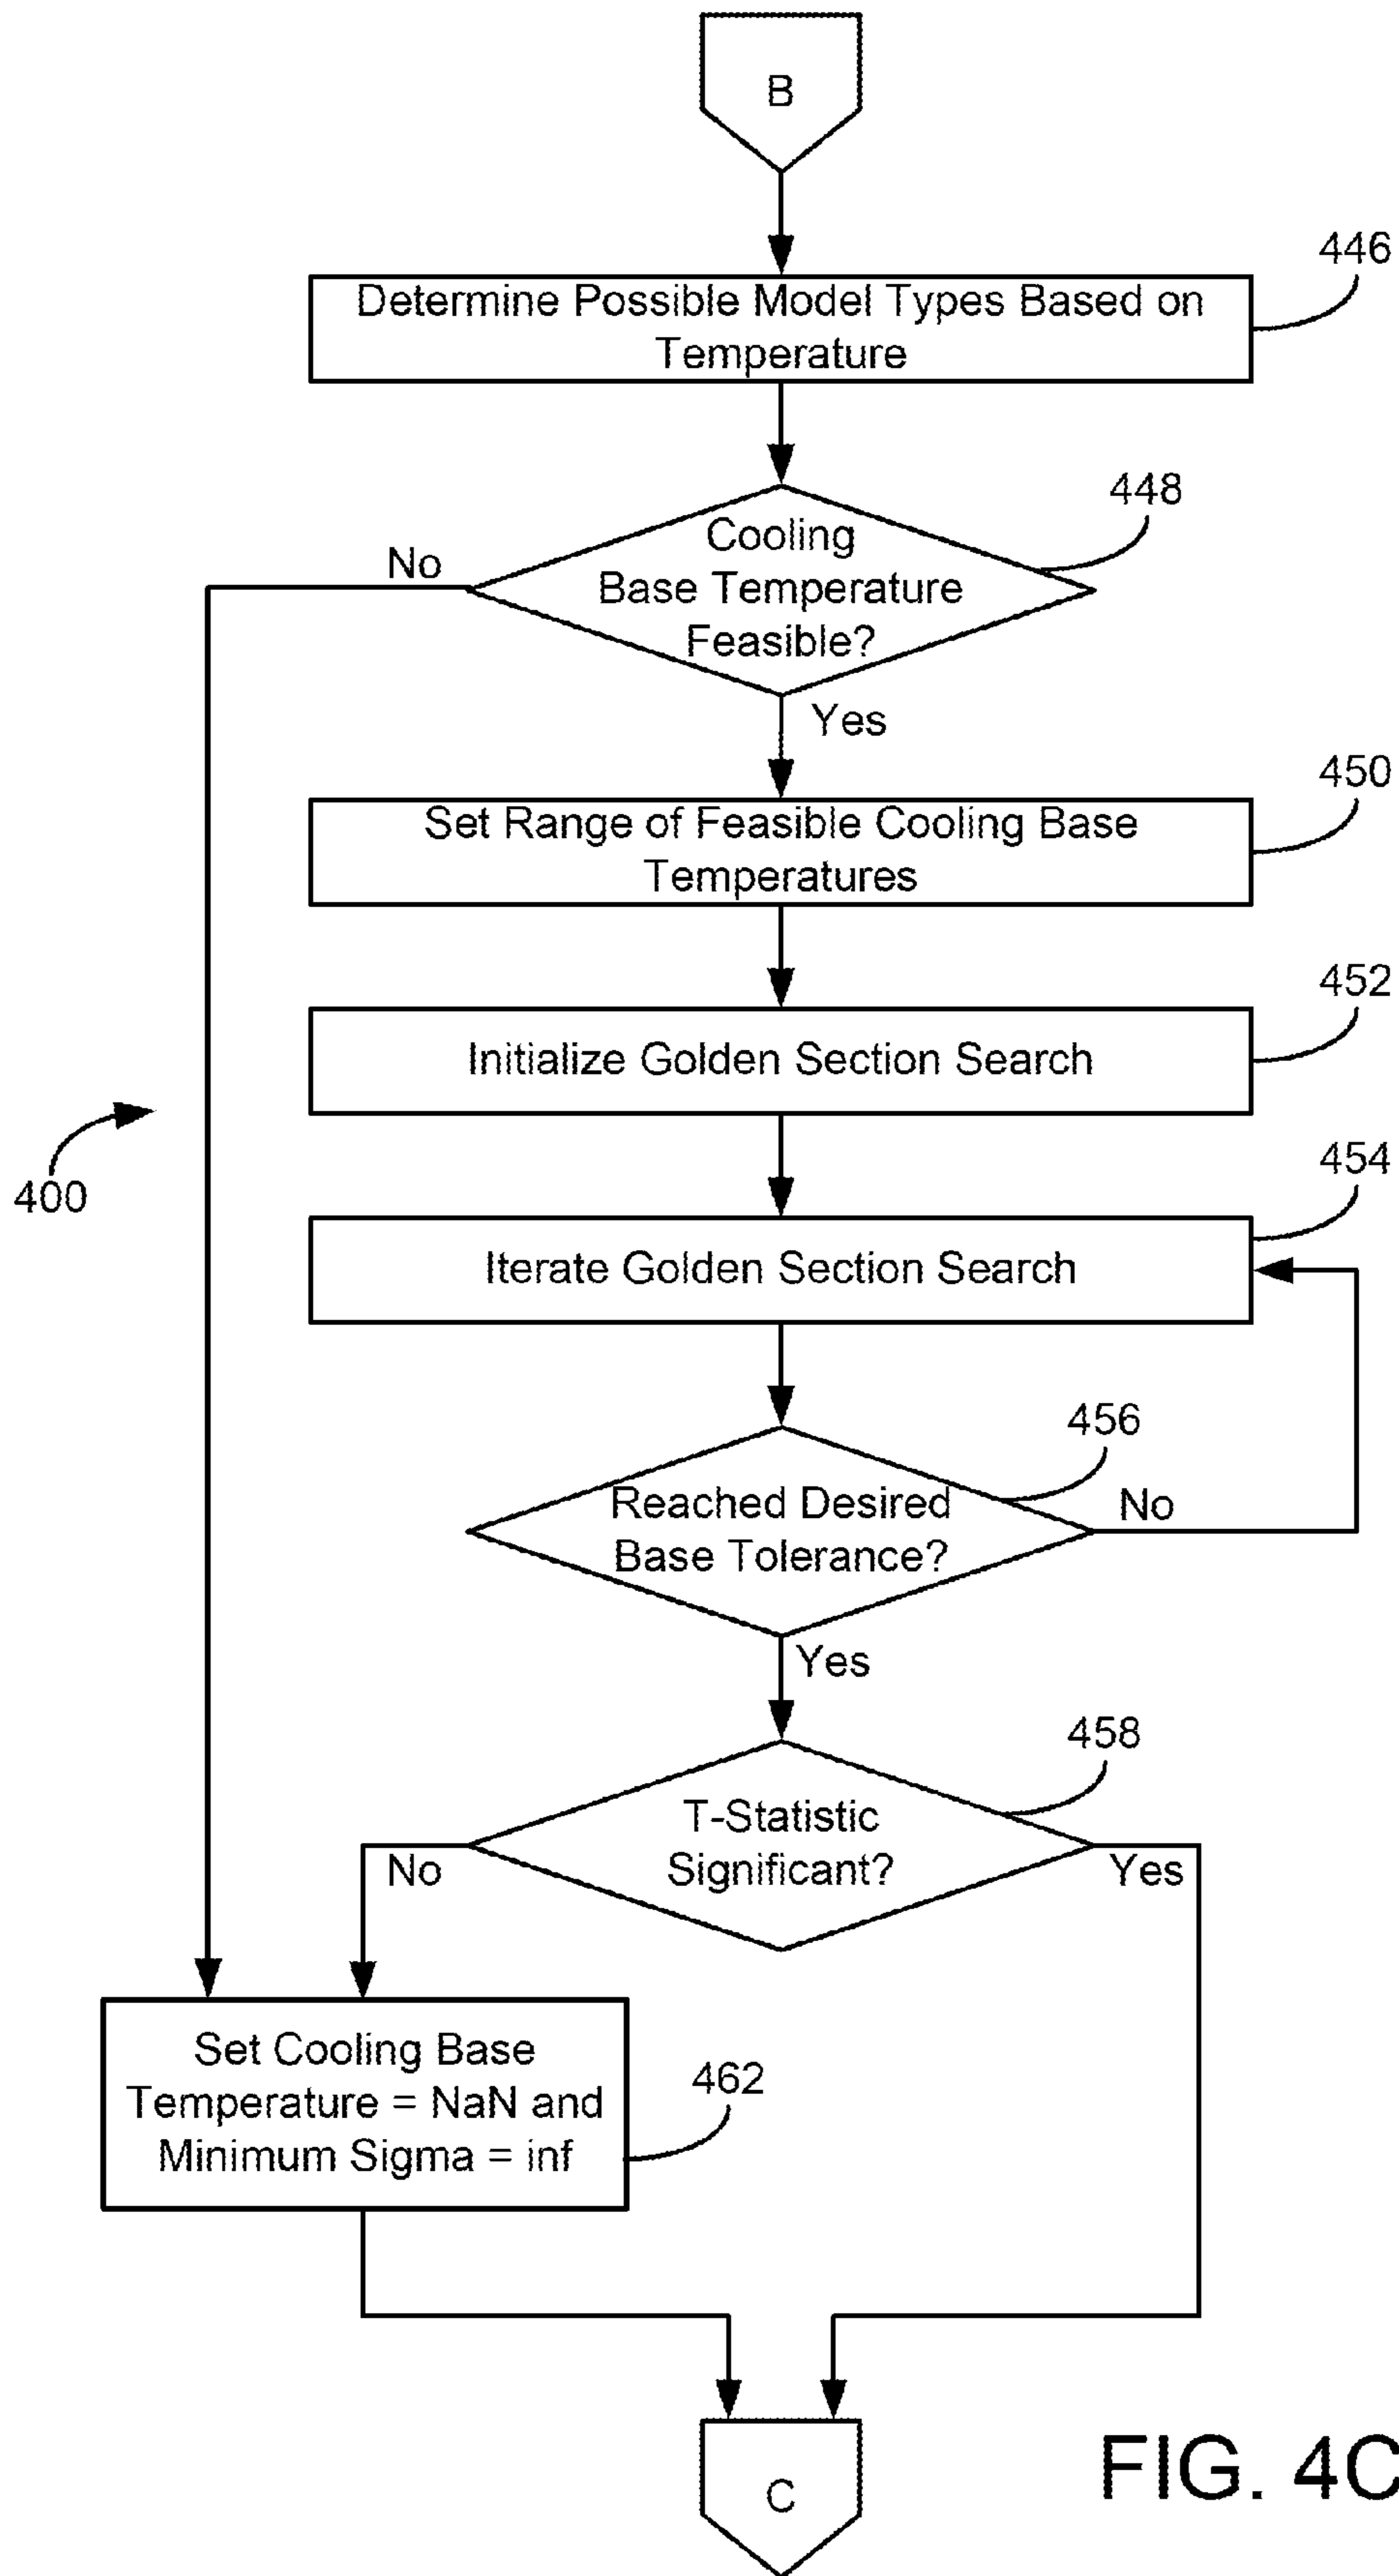 B
Determine Possible Model Types Based on
Temperature
446
Cooling
Base Temperature
Feasible?
448
No
Yes
Set Range of Feasible Cooling Base
Temperatures
450
Initialize Golden Section Search
452
400
Iterate Golden Section Search
454
Reached Desired
Base Tolerance?
456
No
Yes
T-Statistic
Significant?
458
No
Yes
Set Cooling Base
Temperature = NaN and
Minimum Sigma = inf
462
C
FIG. 4C